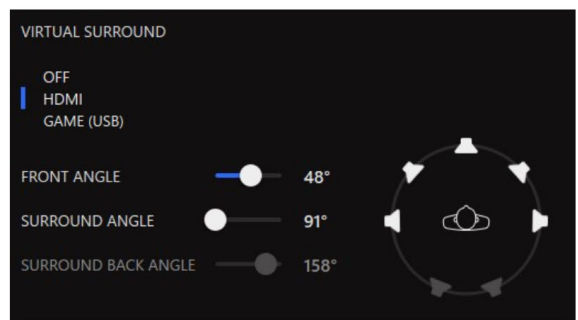 VIRTUAL SURROUND
OFF
HDMI
GAME (USB)
FRONT ANGLE 48°
SURROUND ANGLE 91°
SURROUND BACK ANGLE 158°